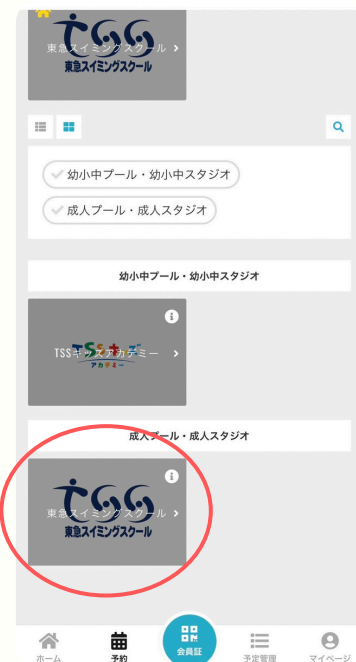 東急スイミングスクール
東急スイミングスクール
幼小中プール・幼小中スタジオ
成人プール・成人スタジオ
幼小中プール・幼小中スタジオ
TSSキッズアカデミー
アカデミー
成人プール・成人スタジオ
東急スイミングスクール
東急スイミングスクール
ホーム
予約
会員証
予定管理
マイページ